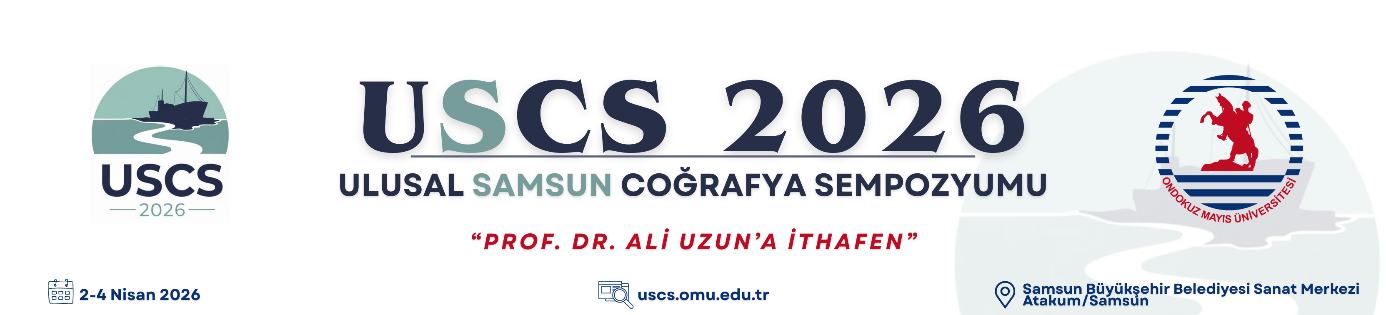 USCS
2026
USCS 2026
ULUSAL SAMSUN COĞRAFYA SEMPOZYUMU
“PROF. DR. ALİ UZUN’A İTHAFEN”
ONDOKUZ MAYIS ÜNİVERSİTESİ
2-4 Nisan 2026
uscs.omu.edu.tr
Samsun Büyükşehir Belediyesi Sanat Merkezi
Atakum/Samsun